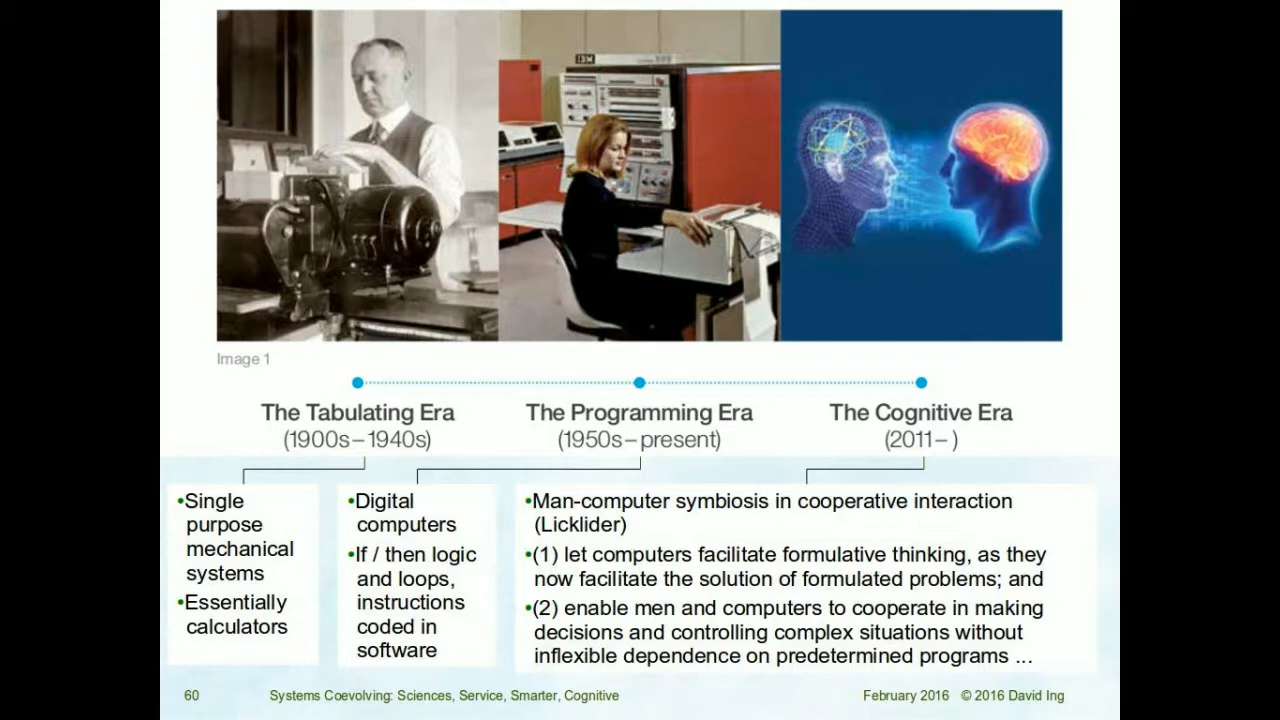 IBM
Image 1
The Tabulating Era
(1900s – 1940s)
The Programming Era
(1950s – present)
The Cognitive Era
(2011 – )
•Single
purpose
mechanical
systems
•Essentially
calculators
•Digital
computers
•If / then logic
and loops,
instructions
coded in
software
•Man-computer symbiosis in cooperative interaction
(Licklider)
•(1) let computers facilitate formulative thinking, as they
now facilitate the solution of formulated problems; and
•(2) enable men and computers to cooperate in making
decisions and controlling complex situations without
inflexible dependence on predetermined programs ...
60 Systems Coevolving: Sciences, Service, Smarter, Cognitive February 2016 © 2016 David Ing